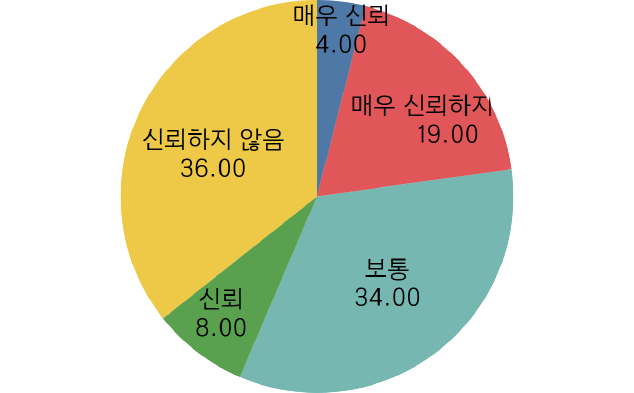 매우 신뢰
4.00
매우 신뢰하지
19.00
신뢰하지 않음
36.00
보통
34.00
신뢰
8.00